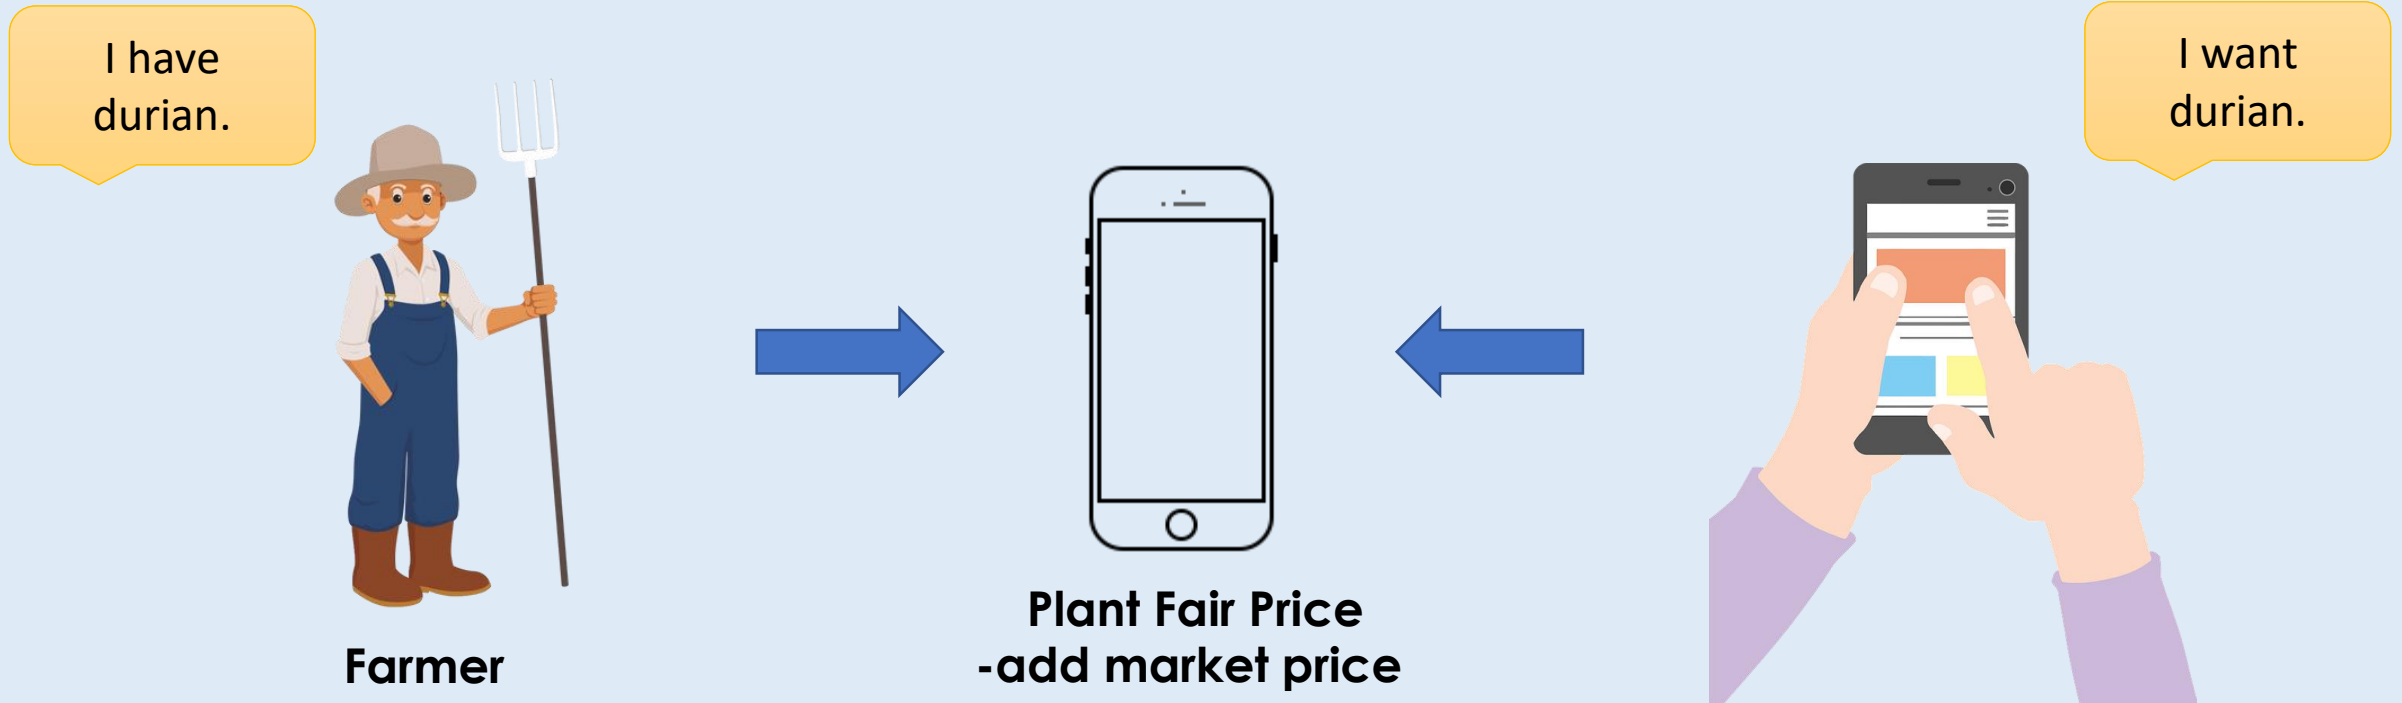 I have
durian.
I want
durian.
Plant Fair Price
-add market price
Farmer